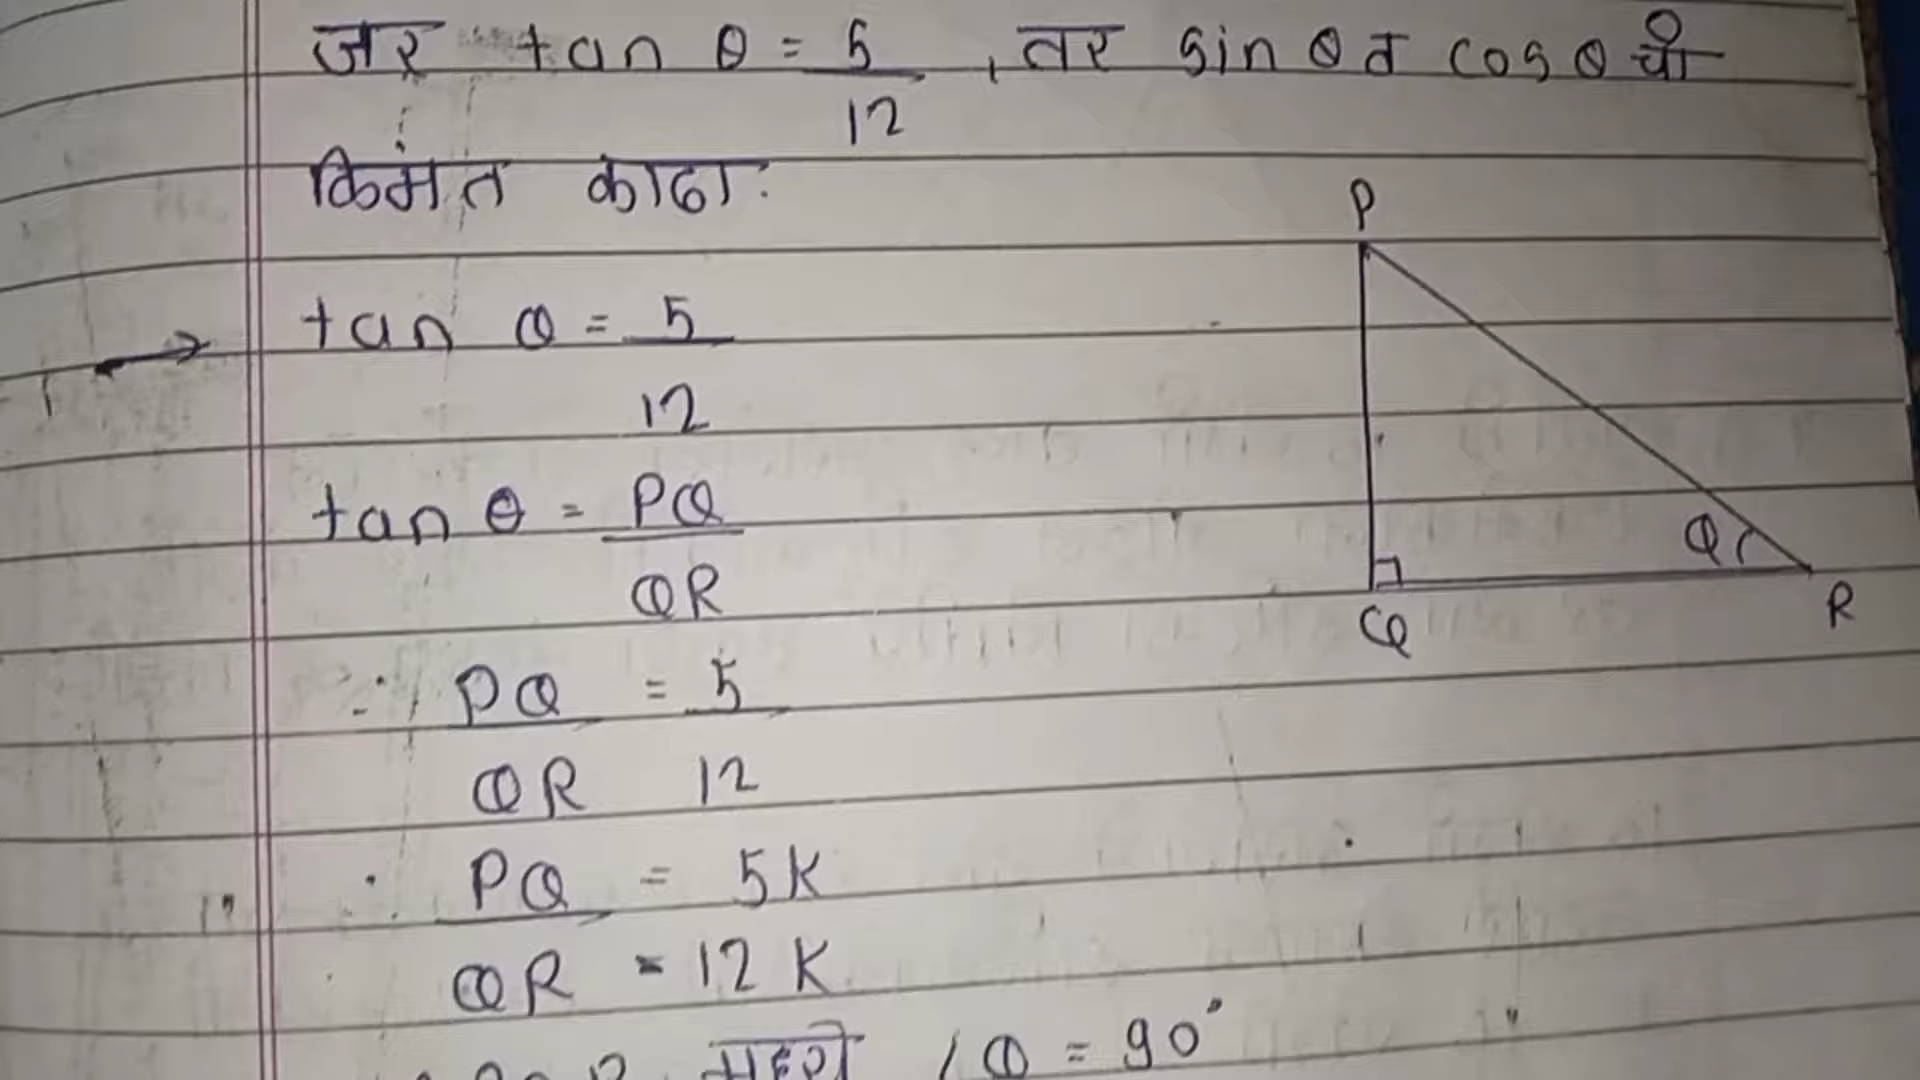 जर tan θ = 5/12 , तर sin θ व cos θ ची
किमंत काढा.
P
→ tan θ = 5/12
tan θ = PQ/QR
θ
Q R
∴ PQ/QR = 5/12
∴ PQ = 5K
QR = 12K
मध्ये ∠Q = 90°